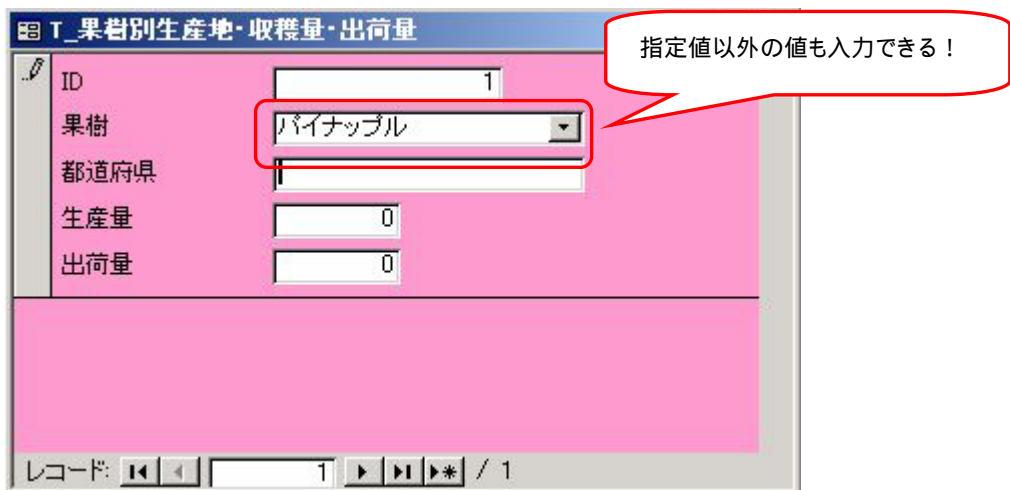 T_果樹別生産地・収穫量・出荷量
指定値以外の値も入力できる！
ID 1
果樹 パイナップル
都道府県
生産量 0
出荷量 0
レコード: 1 / 1